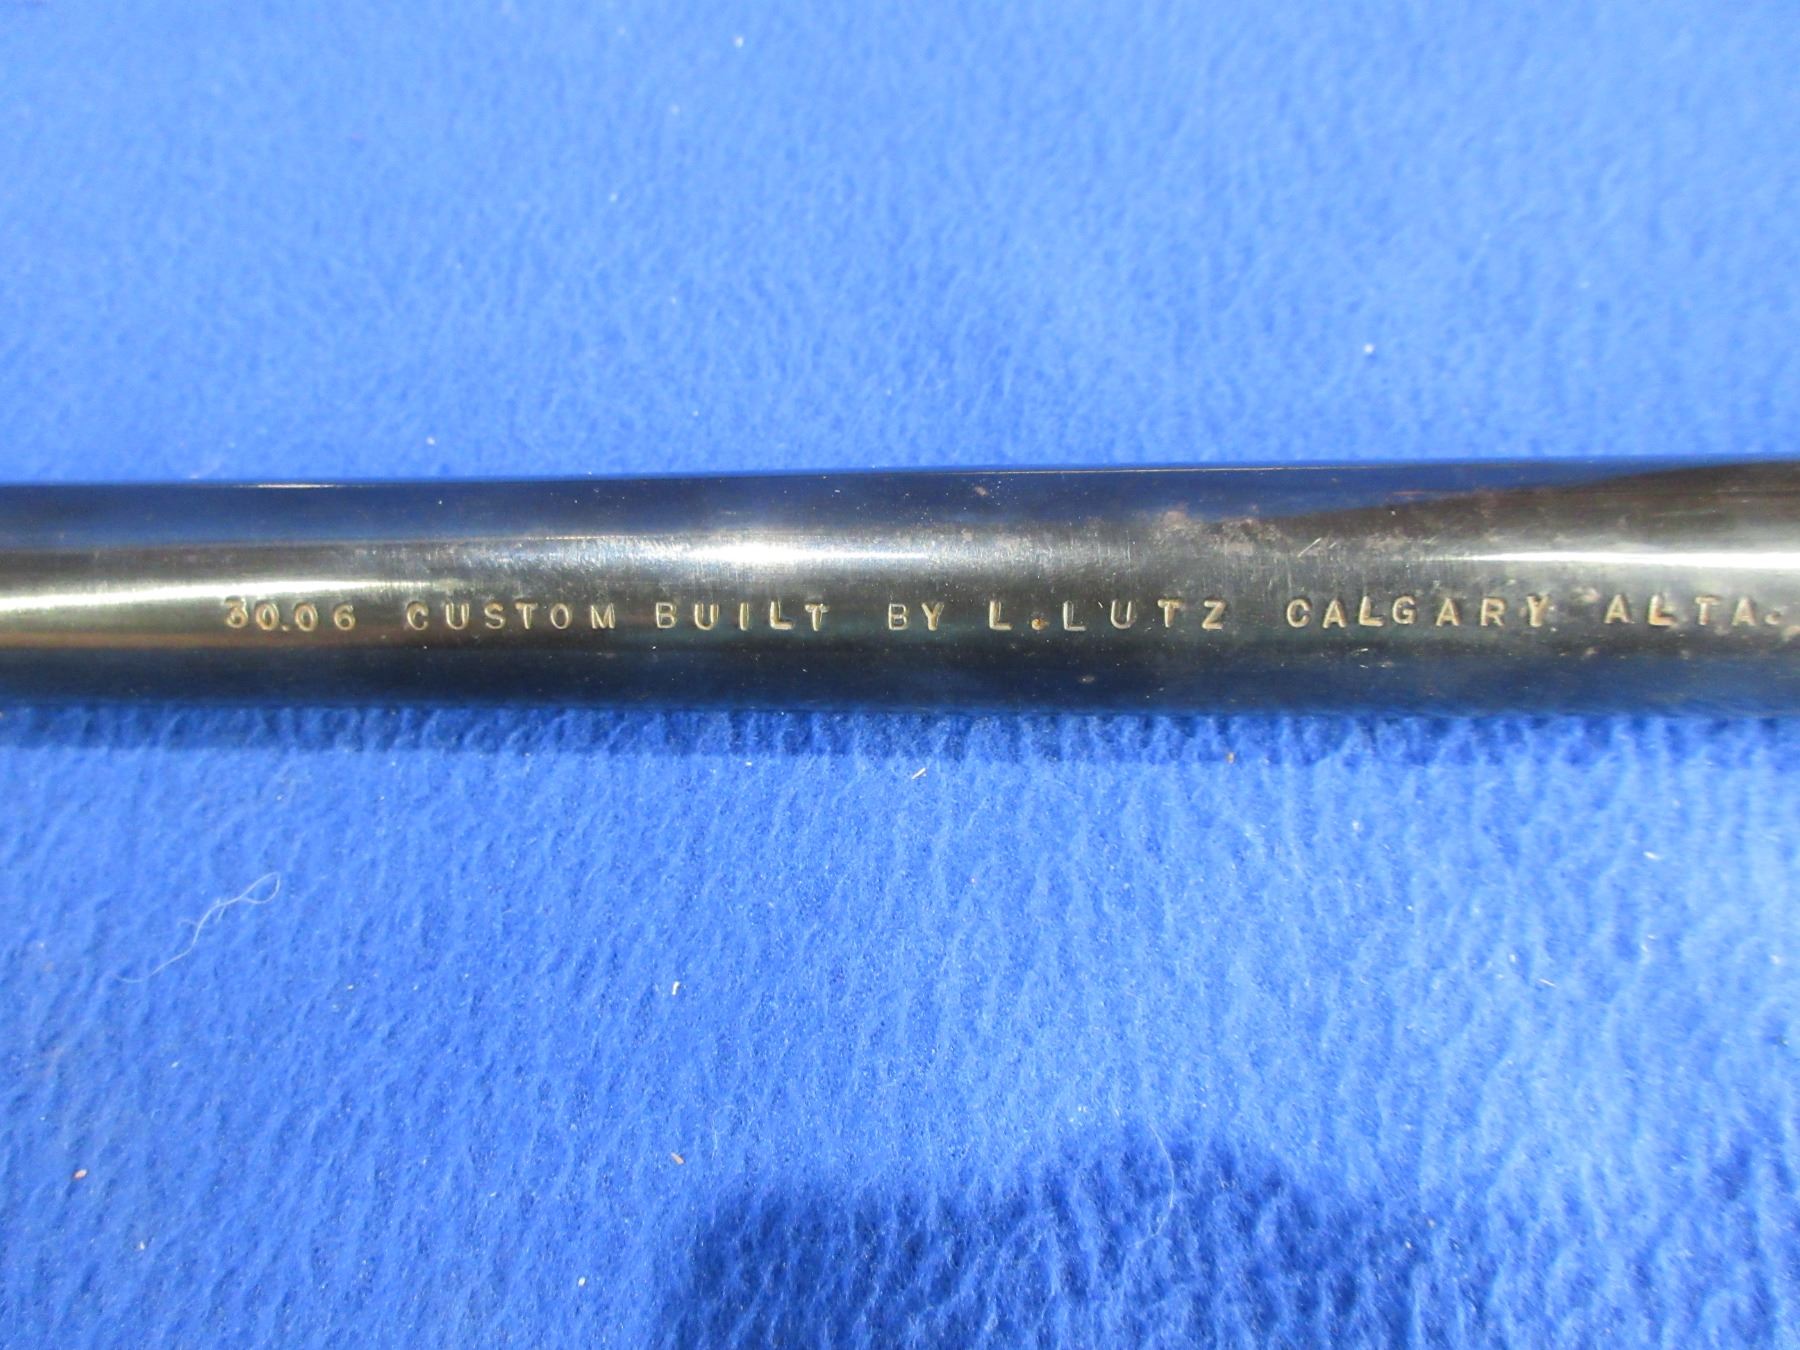 30.06 CUSTOM BUILT BY L. LUTZ CALGARY ALTA.